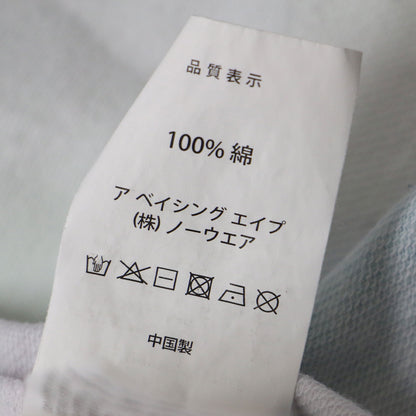 品質表示
100% 綿
ア ベイシング エイプ
(株) ノーウエア
中国製